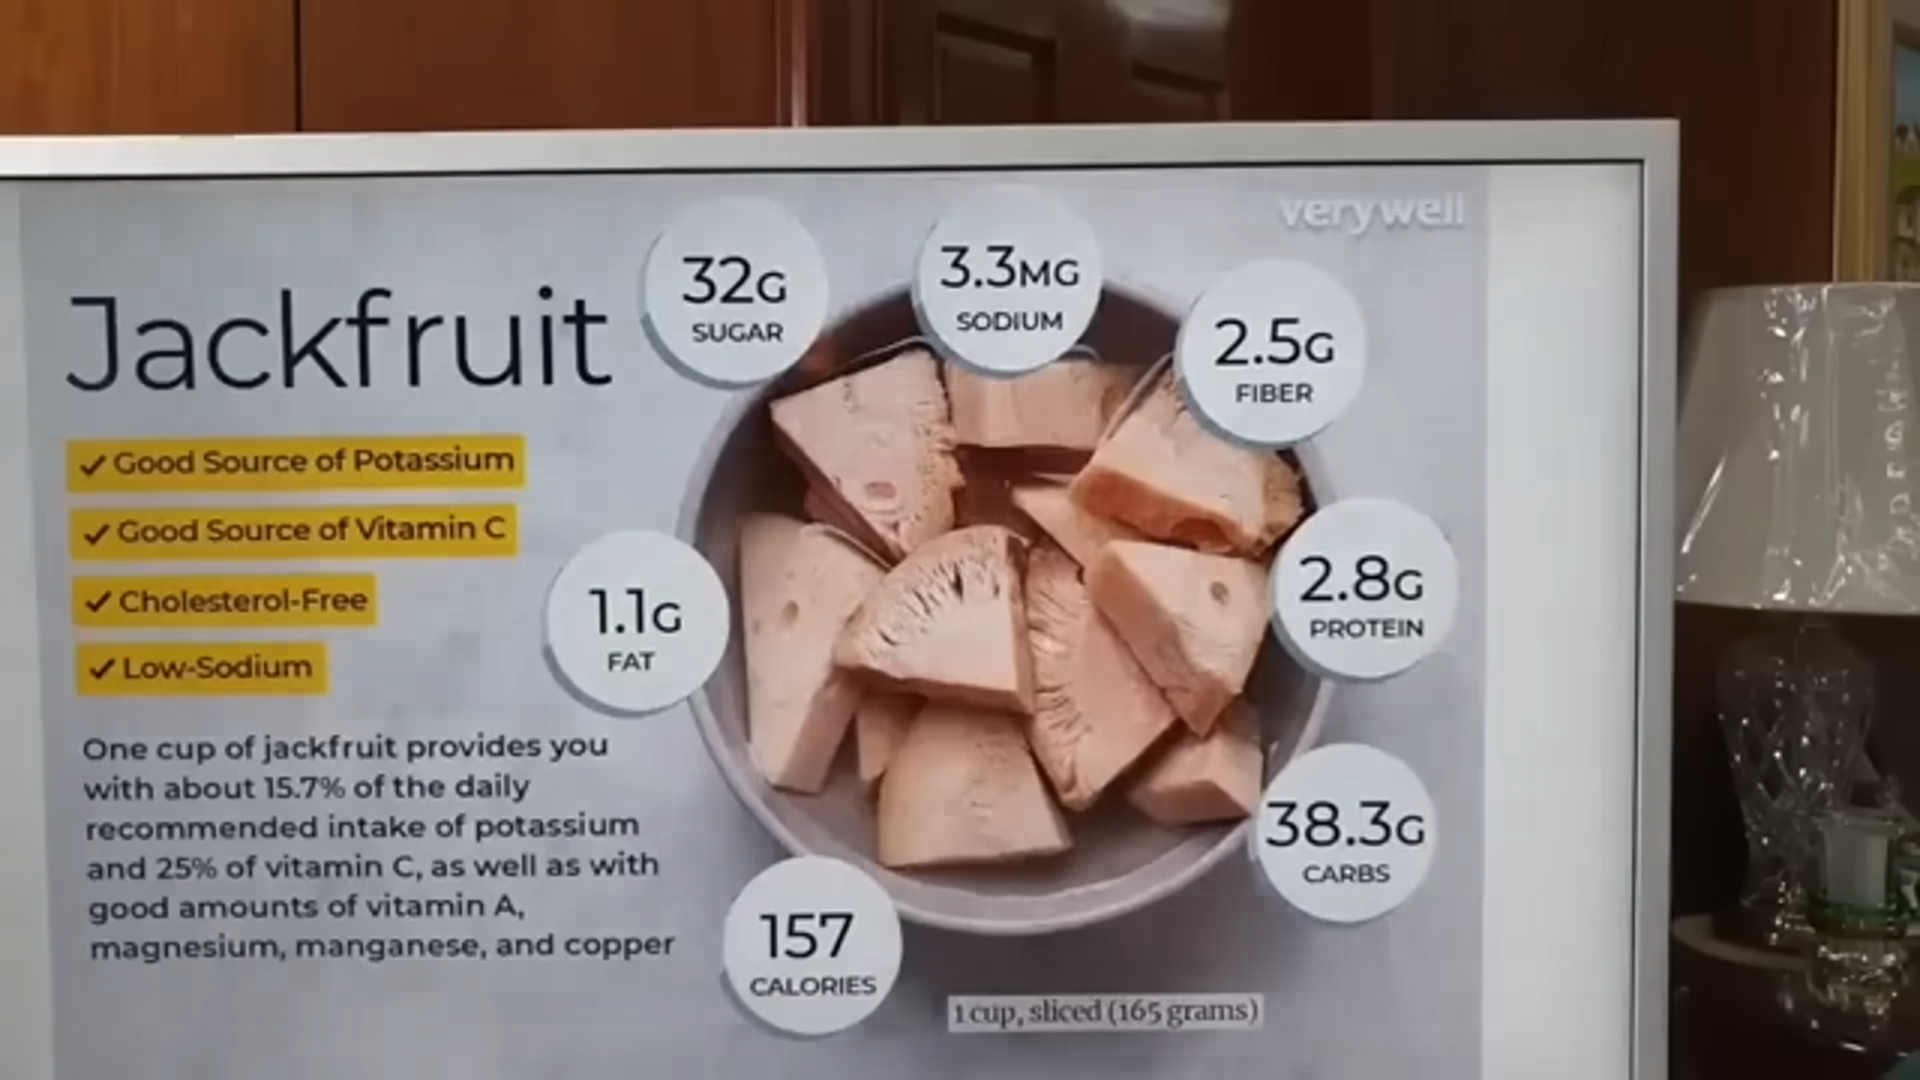 verywell
Jackfruit
Good Source of Potassium
Good Source of Vitamin C
Cholesterol-Free
Low-Sodium
One cup of jackfruit provides you
with about 15.7% of the daily
recommended intake of potassium
and 25% of vitamin C, as well as with
good amounts of vitamin A,
magnesium, manganese, and copper
32G
SUGAR
3.3MG
SODIUM
2.5G
FIBER
2.8G
PROTEIN
38.3G
CARBS
1.1G
FAT
157
CALORIES
1 cup, sliced (165 grams)